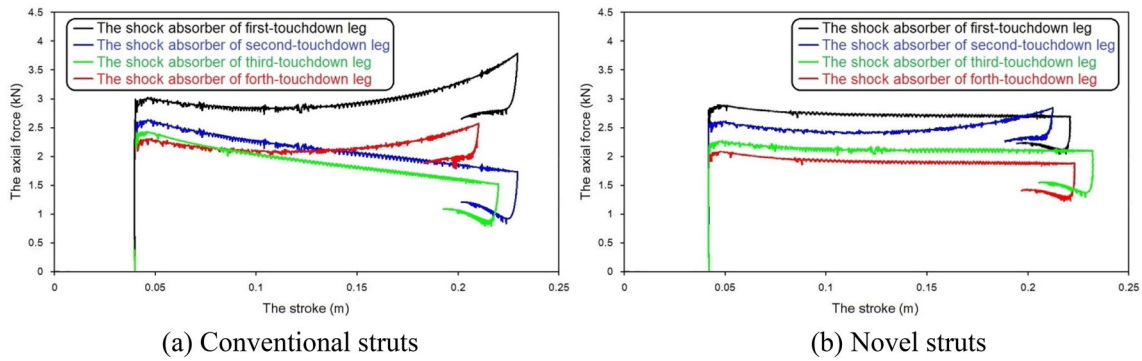 The shock absorber of first-touchdown leg
The shock absorber of second-touchdown leg
The shock absorber of third-touchdown leg
The shock absorber of forth-touchdown leg
4.5
4
3.5
3
2.5
2
1.5
1
0.5
0
The axial force (kN)
0
0.05
0.1
0.15
0.2
0.25
The stroke (m)
(a) Conventional struts
The shock absorber of first-touchdown leg
The shock absorber of second-touchdown leg
The shock absorber of third-touchdown leg
The shock absorber of forth-touchdown leg
4.5
4
3.5
3
2.5
2
1.5
1
0.5
0
The axial force (kN)
0
0.05
0.1
0.15
0.2
0.25
The stroke (m)
(b) Novel struts